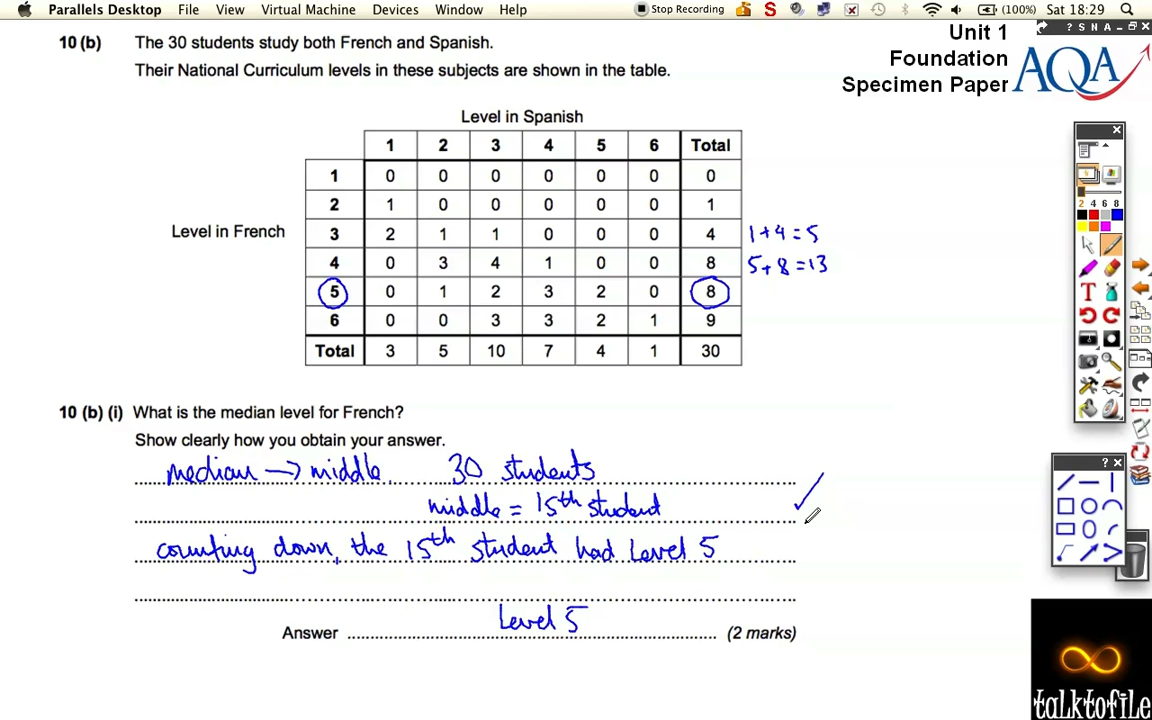 Parallels Desktop File View Virtual Machine Devices Window Help Stop Recording (100%) Sat 18:29
? S N A
10 (b) The 30 students study both French and Spanish.
Their National Curriculum levels in these subjects are shown in the table.
Unit 1
Foundation
Specimen Paper
AQA
Level in Spanish
1 2 3 4 5 6 Total
1 0 0 0 0 0 0 0
2 1 0 0 0 0 0 1
Level in French 3 2 1 1 0 0 0 4 1+4=5
4 0 3 4 1 0 0 8 5+8=13
5 0 1 2 3 2 0 8
6 0 0 3 3 2 1 9
Total 3 5 10 7 4 1 30
2 4 6 8
10 (b) (i) What is the median level for French?
Show clearly how you obtain your answer.
median → middle 30 students
middle = 15th student
counting down, the 15th student had Level 5
Level 5
Answer (2 marks)
talktofile